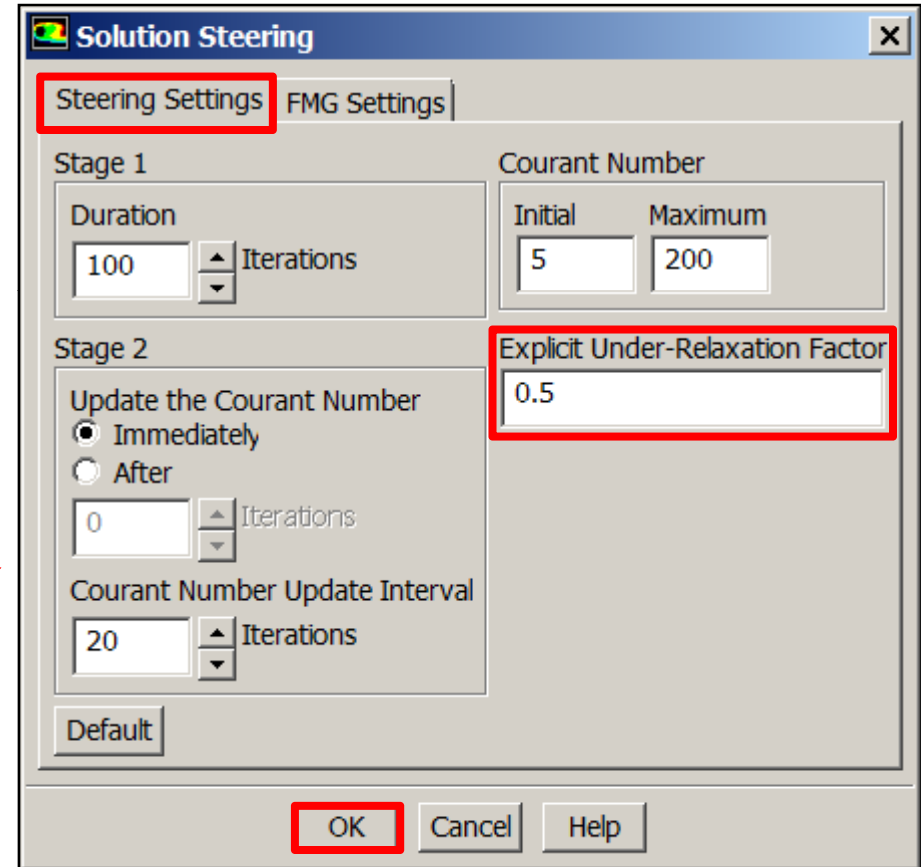 Solution Steering
Steering Settings FMG Settings
Stage 1
Duration
100 Iterations
Courant Number
Initial Maximum
5 200
Stage 2
Update the Courant Number
Immediately
After
0 Iterations
Courant Number Update Interval
20 Iterations
Explicit Under-Relaxation Factor
0.5
Default
OK Cancel Help